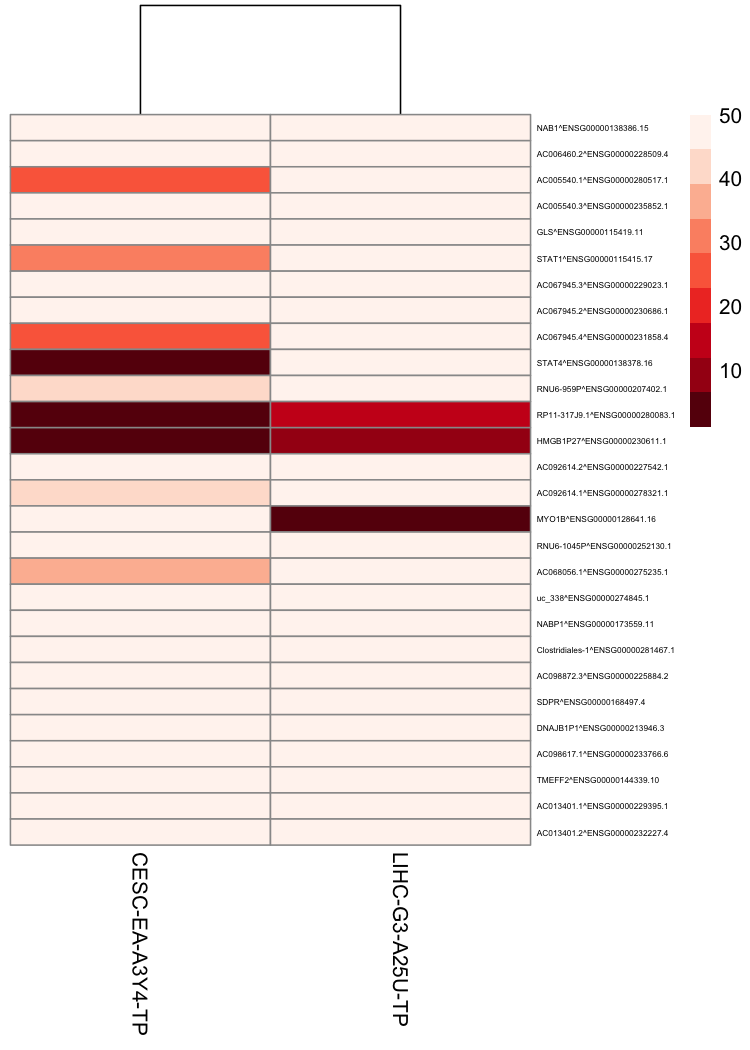 NAB1^ENSG00000138386.15
AC006460.2^ENSG00000228509.4
AC005540.1^ENSG00000280517.1
AC005540.3^ENSG00000235852.1
GLS^ENSG00000115419.11
STAT1^ENSG00000115415.17
AC067945.3^ENSG00000229023.1
AC067945.2^ENSG00000230686.1
AC067945.4^ENSG00000231858.4
STAT4^ENSG00000138378.16
RNU6-959P^ENSG00000207402.1
RP11-317J9.1^ENSG00000280083.1
HMGB1P27^ENSG00000230611.1
AC092614.2^ENSG00000227542.1
AC092614.1^ENSG00000278321.1
MYO1B^ENSG00000128641.16
RNU6-1045P^ENSG00000252130.1
AC068056.1^ENSG00000275235.1
uc_338^ENSG00000274845.1
NABP1^ENSG00000173559.11
Clostridiales-1^ENSG00000281467.1
AC098872.3^ENSG00000225884.2
SDPR^ENSG00000168497.4
DNAJB1P1^ENSG00000213946.3
AC098617.1^ENSG00000233766.6
TMEFF2^ENSG00000144339.10
AC013401.1^ENSG00000229395.1
AC013401.2^ENSG00000232227.4
50
40
30
20
10
CESC-EA-A3Y4-TP
LIHC-G3-A25U-TP